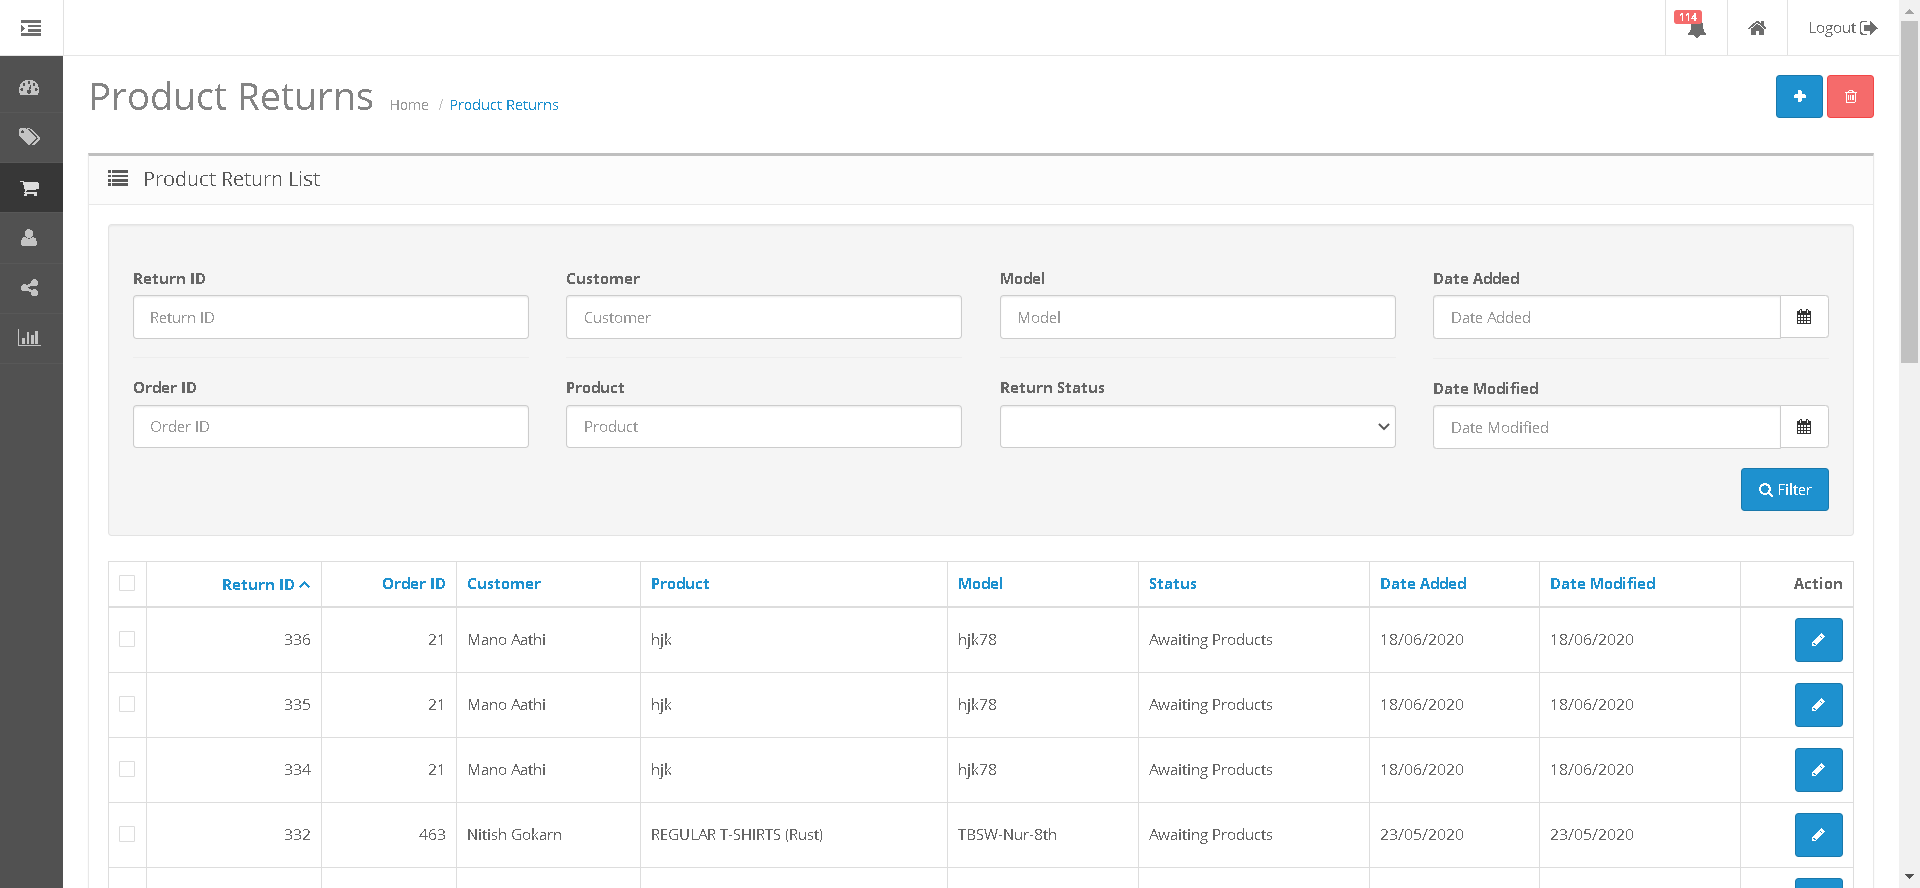 114
Logout
Product Returns Home / Product Returns
Product Return List
Return ID Customer Model Date Added
Return ID Customer Model Date Added
Order ID Product Return Status Date Modified
Order ID Product Date Modified
Filter
Return ID Order ID Customer Product Model Status Date Added Date Modified Action
336 21 Mano Aathi hjk hjk78 Awaiting Products 18/06/2020 18/06/2020
335 21 Mano Aathi hjk hjk78 Awaiting Products 18/06/2020 18/06/2020
334 21 Mano Aathi hjk hjk78 Awaiting Products 18/06/2020 18/06/2020
332 463 Nitish Gokarn REGULAR T-SHIRTS (Rust) TBSW-Nur-8th Awaiting Products 23/05/2020 23/05/2020